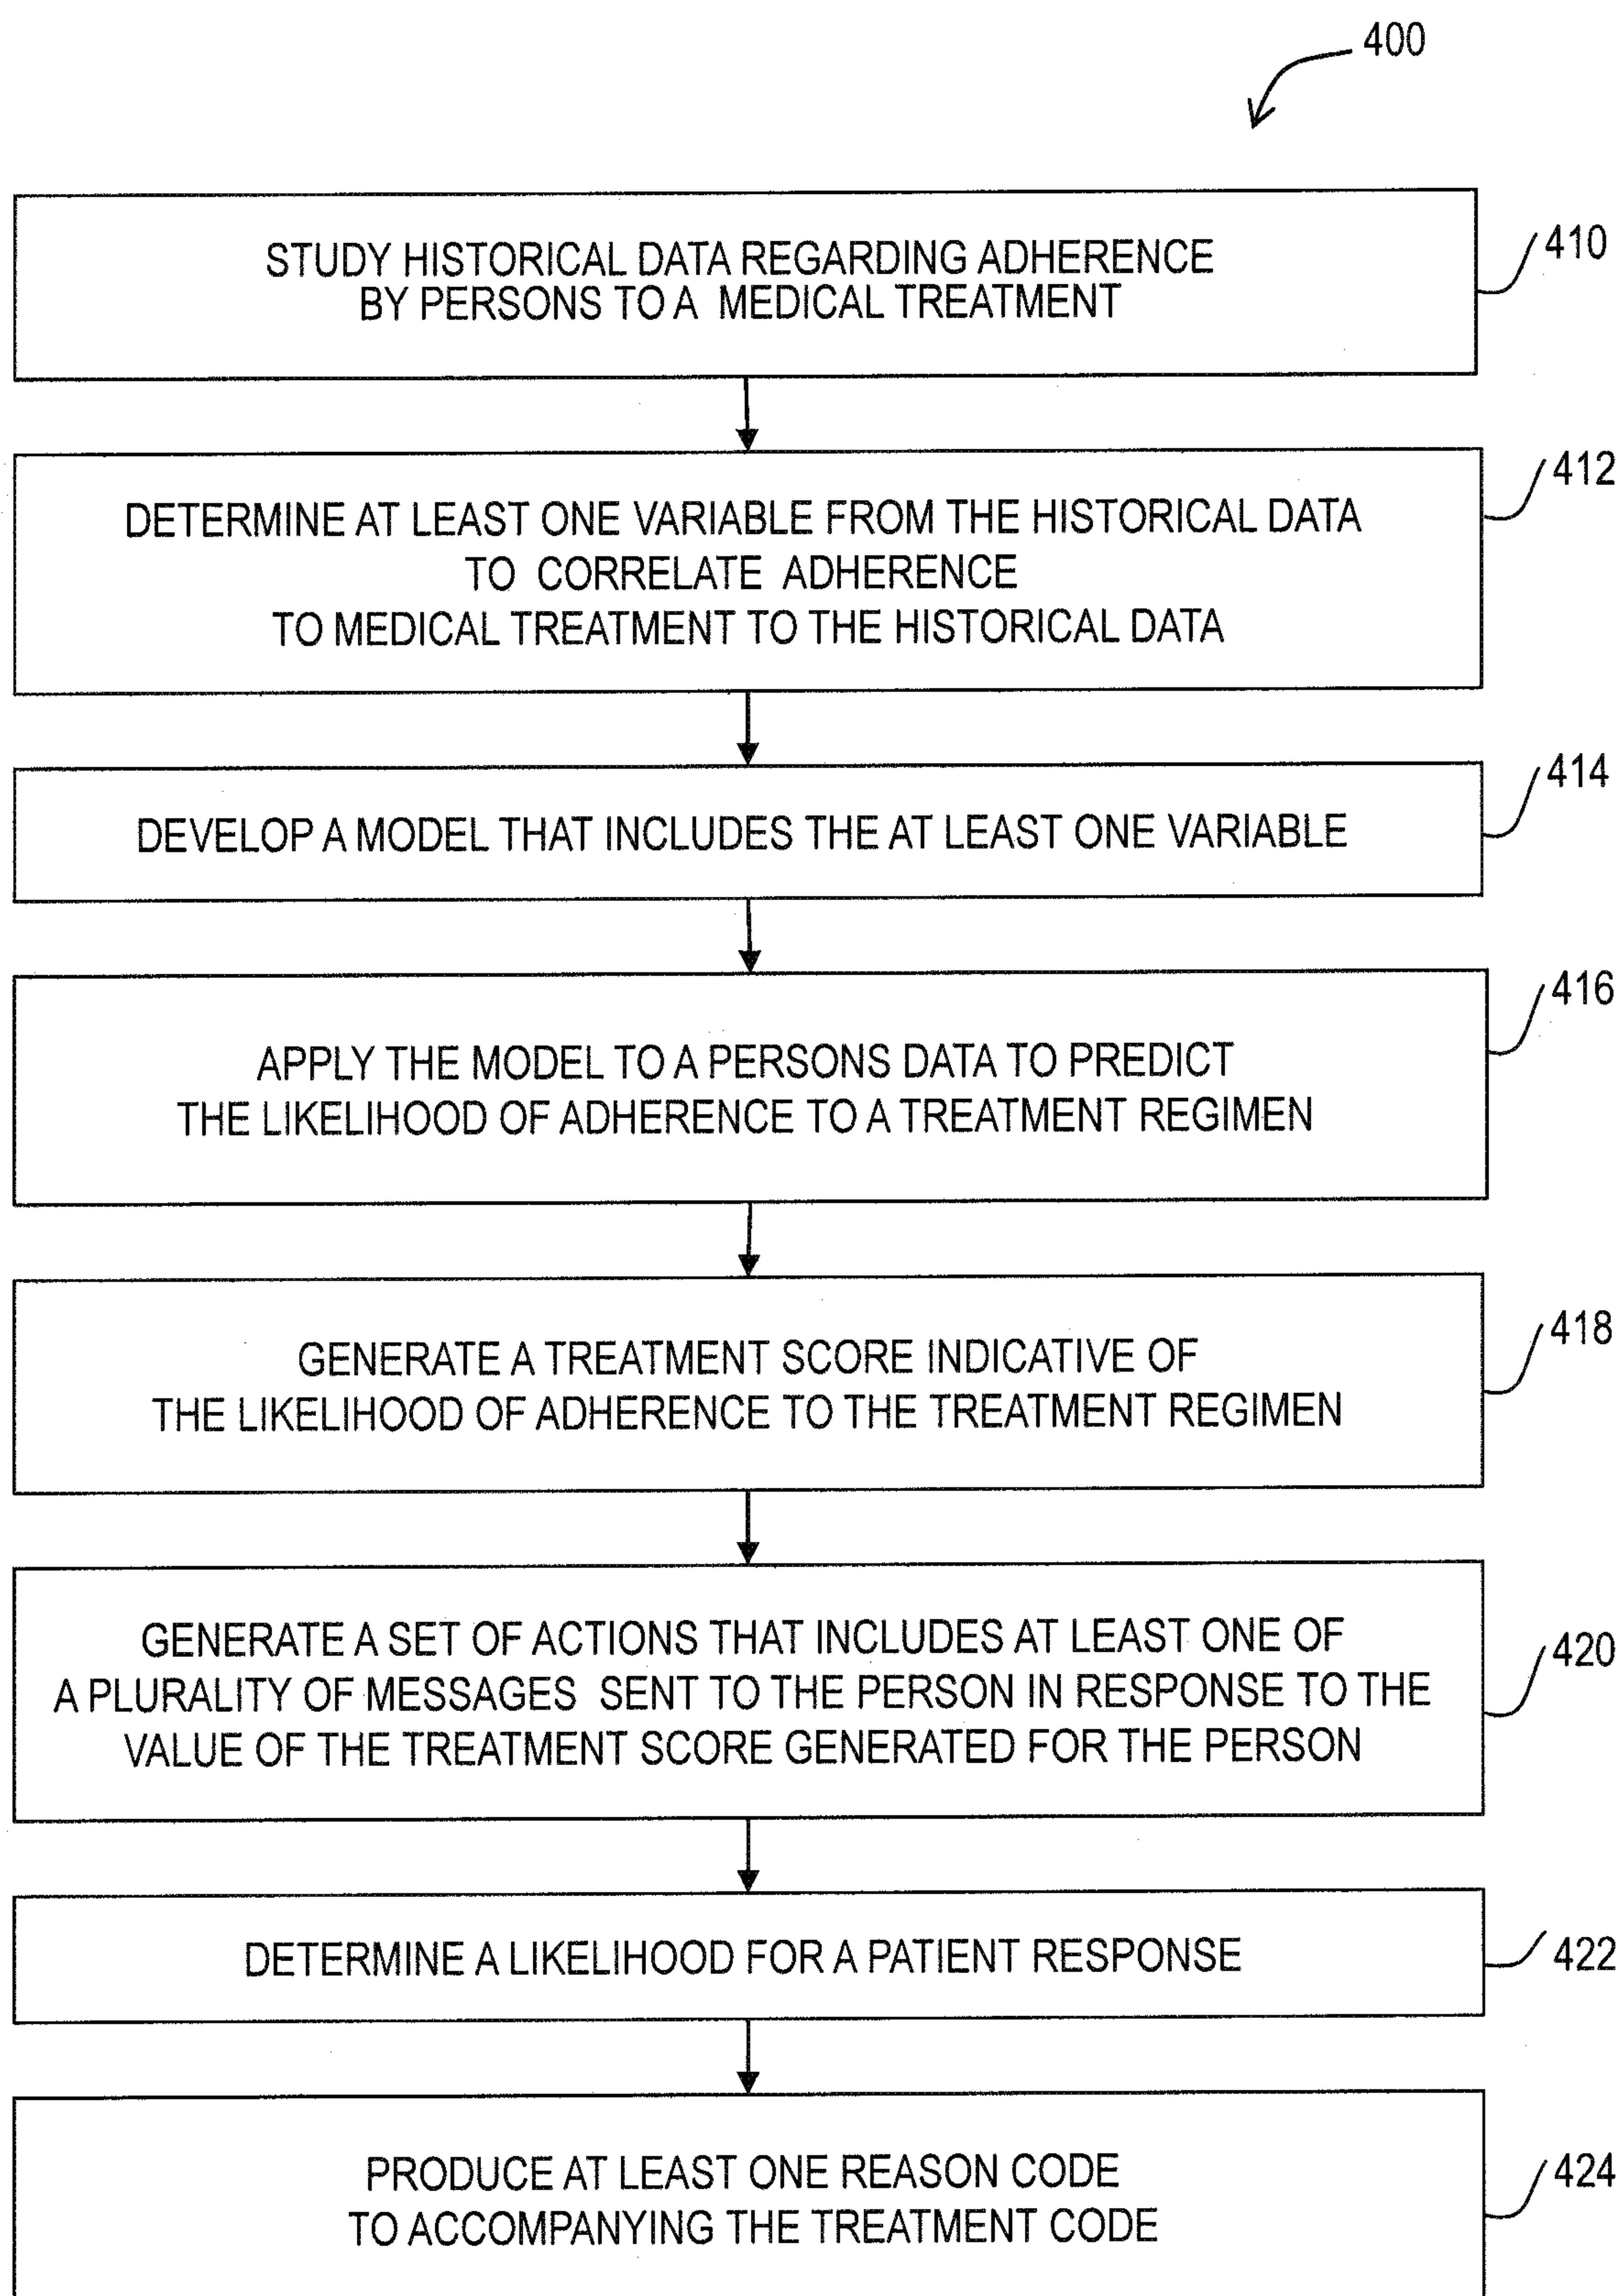 400
STUDY HISTORICAL DATA REGARDING ADHERENCE
BY PERSONS TO A MEDICAL TREATMENT
410
DETERMINE AT LEAST ONE VARIABLE FROM THE HISTORICAL DATA
TO CORRELATE ADHERENCE
TO MEDICAL TREATMENT TO THE HISTORICAL DATA
412
DEVELOP A MODEL THAT INCLUDES THE AT LEAST ONE VARIABLE
414
APPLY THE MODEL TO A PERSONS DATA TO PREDICT
THE LIKELIHOOD OF ADHERENCE TO A TREATMENT REGIMEN
416
GENERATE A TREATMENT SCORE INDICATIVE OF
THE LIKELIHOOD OF ADHERENCE TO THE TREATMENT REGIMEN
418
GENERATE A SET OF ACTIONS THAT INCLUDES AT LEAST ONE OF
A PLURALITY OF MESSAGES SENT TO THE PERSON IN RESPONSE TO THE
VALUE OF THE TREATMENT SCORE GENERATED FOR THE PERSON
420
DETERMINE A LIKELIHOOD FOR A PATIENT RESPONSE
422
PRODUCE AT LEAST ONE REASON CODE
TO ACCOMPANYING THE TREATMENT CODE
424